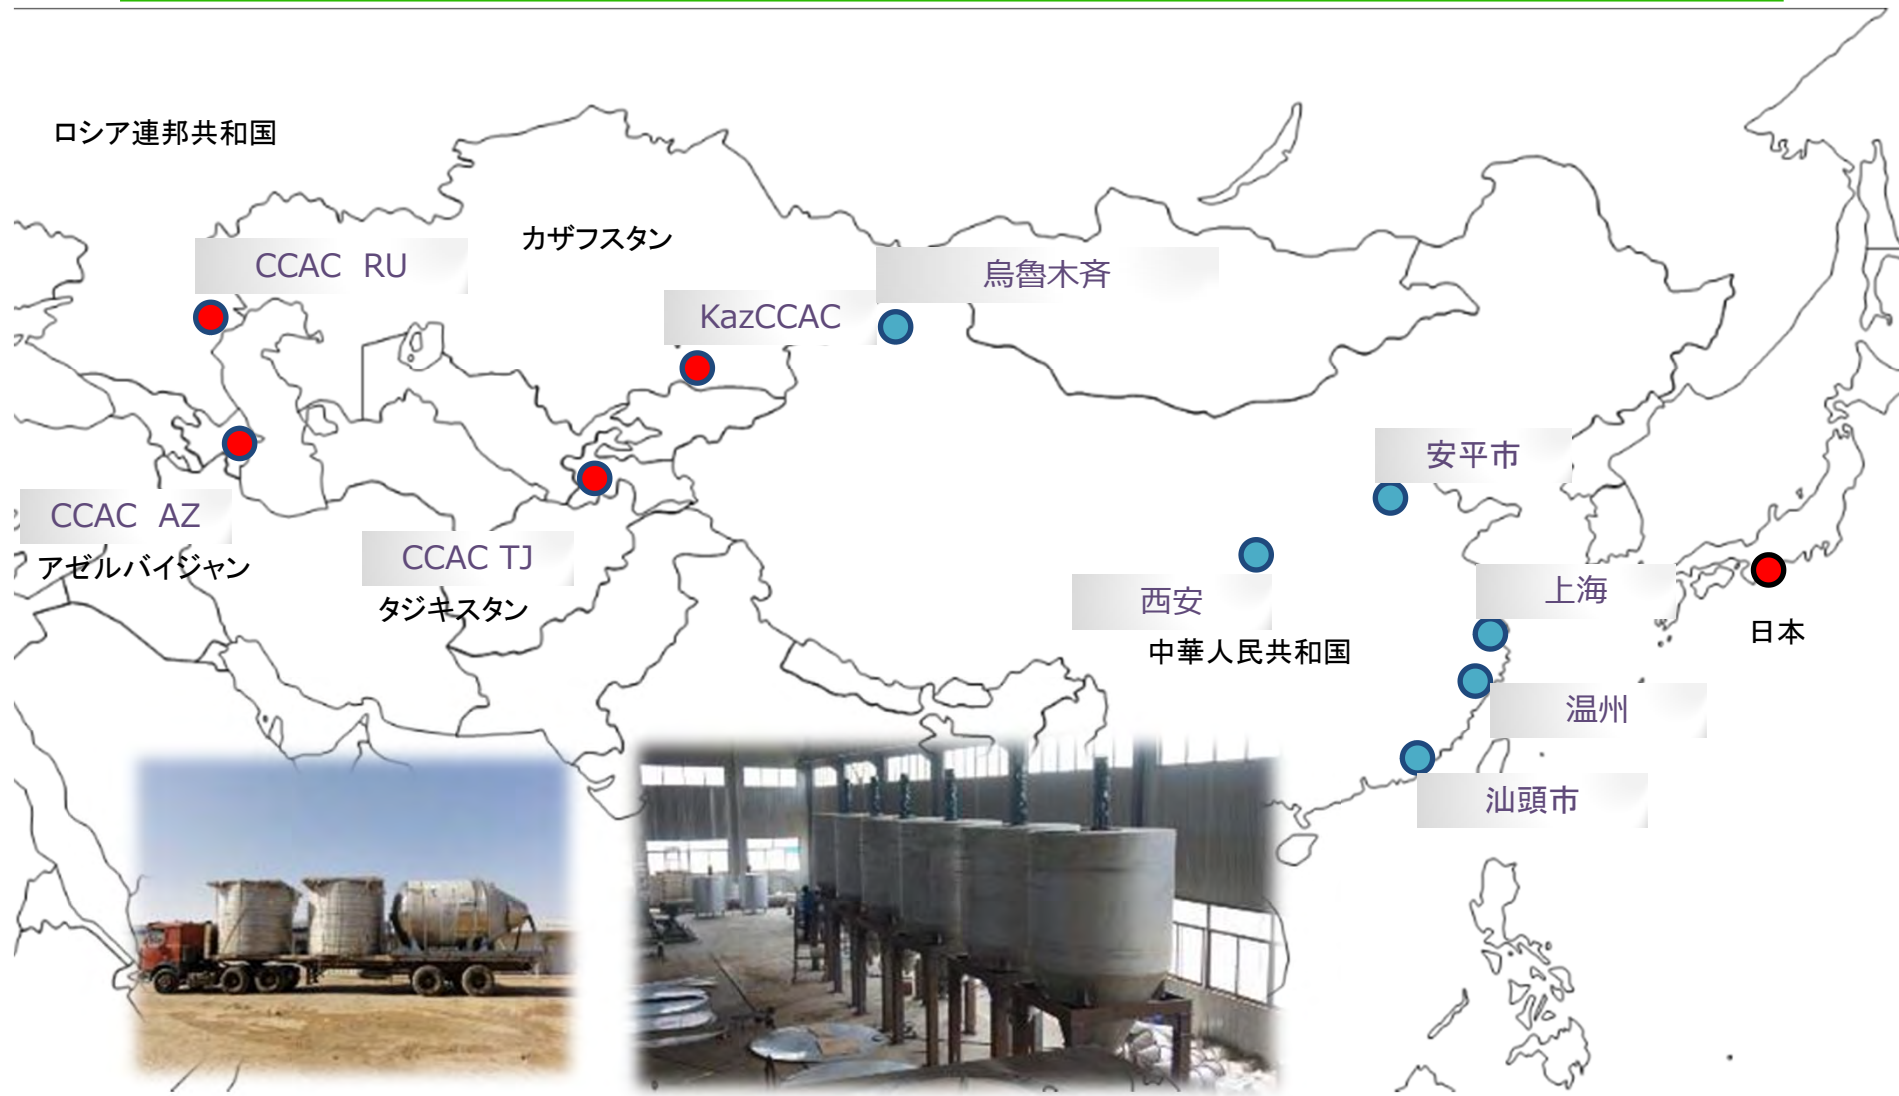 ロシア連邦共和国
カザフスタン
CCAC RU
烏魯木斉
KazCCAC
安平市
CCAC AZ
アゼルバイジャン
CCAC TJ
タジキスタン
西安
中華人民共和国
上海
日本
温州
汕頭市